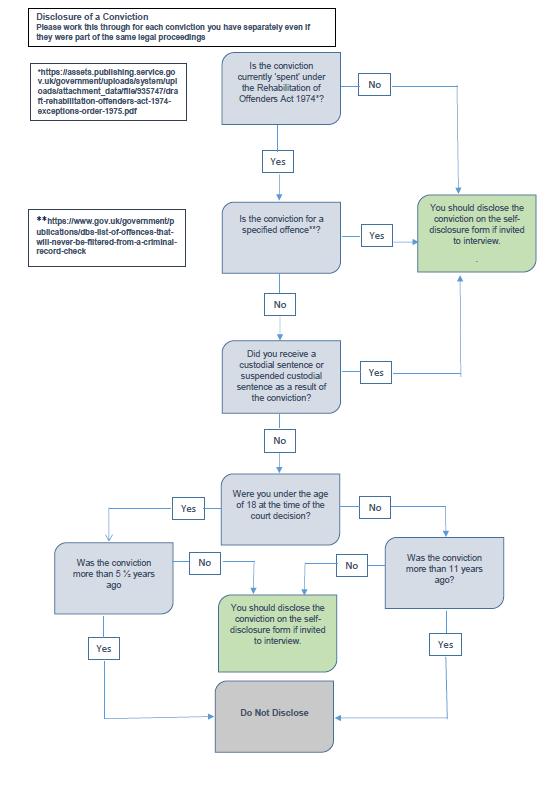 Disclosure of a Conviction
Please work this through for each conviction you have separately even if
they were part of the same legal proceedings
*https://assets.publishing.service.go
v.uk/government/uploads/system/upl
oads/attachment_data/file/935747/dra
ft-rehabilitation-offenders-act-1974-
exceptions-order-1975.pdf
Is the conviction
currently 'spent' under
the Rehabilitation of
Offenders Act 1974*?
No
Yes
**https://www.gov.uk/government/p
ublications/dbs-list-of-offences-that-
will-never-be-filtered-from-a-criminal-
record-check
Is the conviction for a
specified offence**?
Yes
You should disclose the
conviction on the self-
disclosure form if invited
to interview.
.
No
Did you receive a
custodial sentence or
suspended custodial
sentence as a result of
the conviction?
Yes
No
Were you under the age
of 18 at the time of the
court decision?
Yes
No
Was the conviction
more than 5 ½ years
ago
No
No
Was the conviction
more than 11 years
ago?
You should disclose the
conviction on the self-
disclosure form if invited
to interview.
Yes
Yes
Do Not Disclose